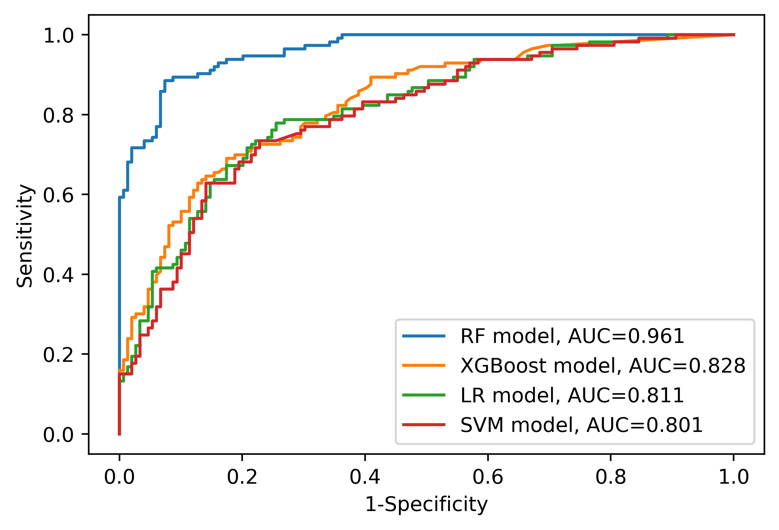 1.0
0.8
0.6
0.4
0.2
0.0
Sensitivity
RF model, AUC=0.961
XGBoost model, AUC=0.828
LR model, AUC=0.811
SVM model, AUC=0.801
0.0 0.2 0.4 0.6 0.8 1.0
1-Specificity